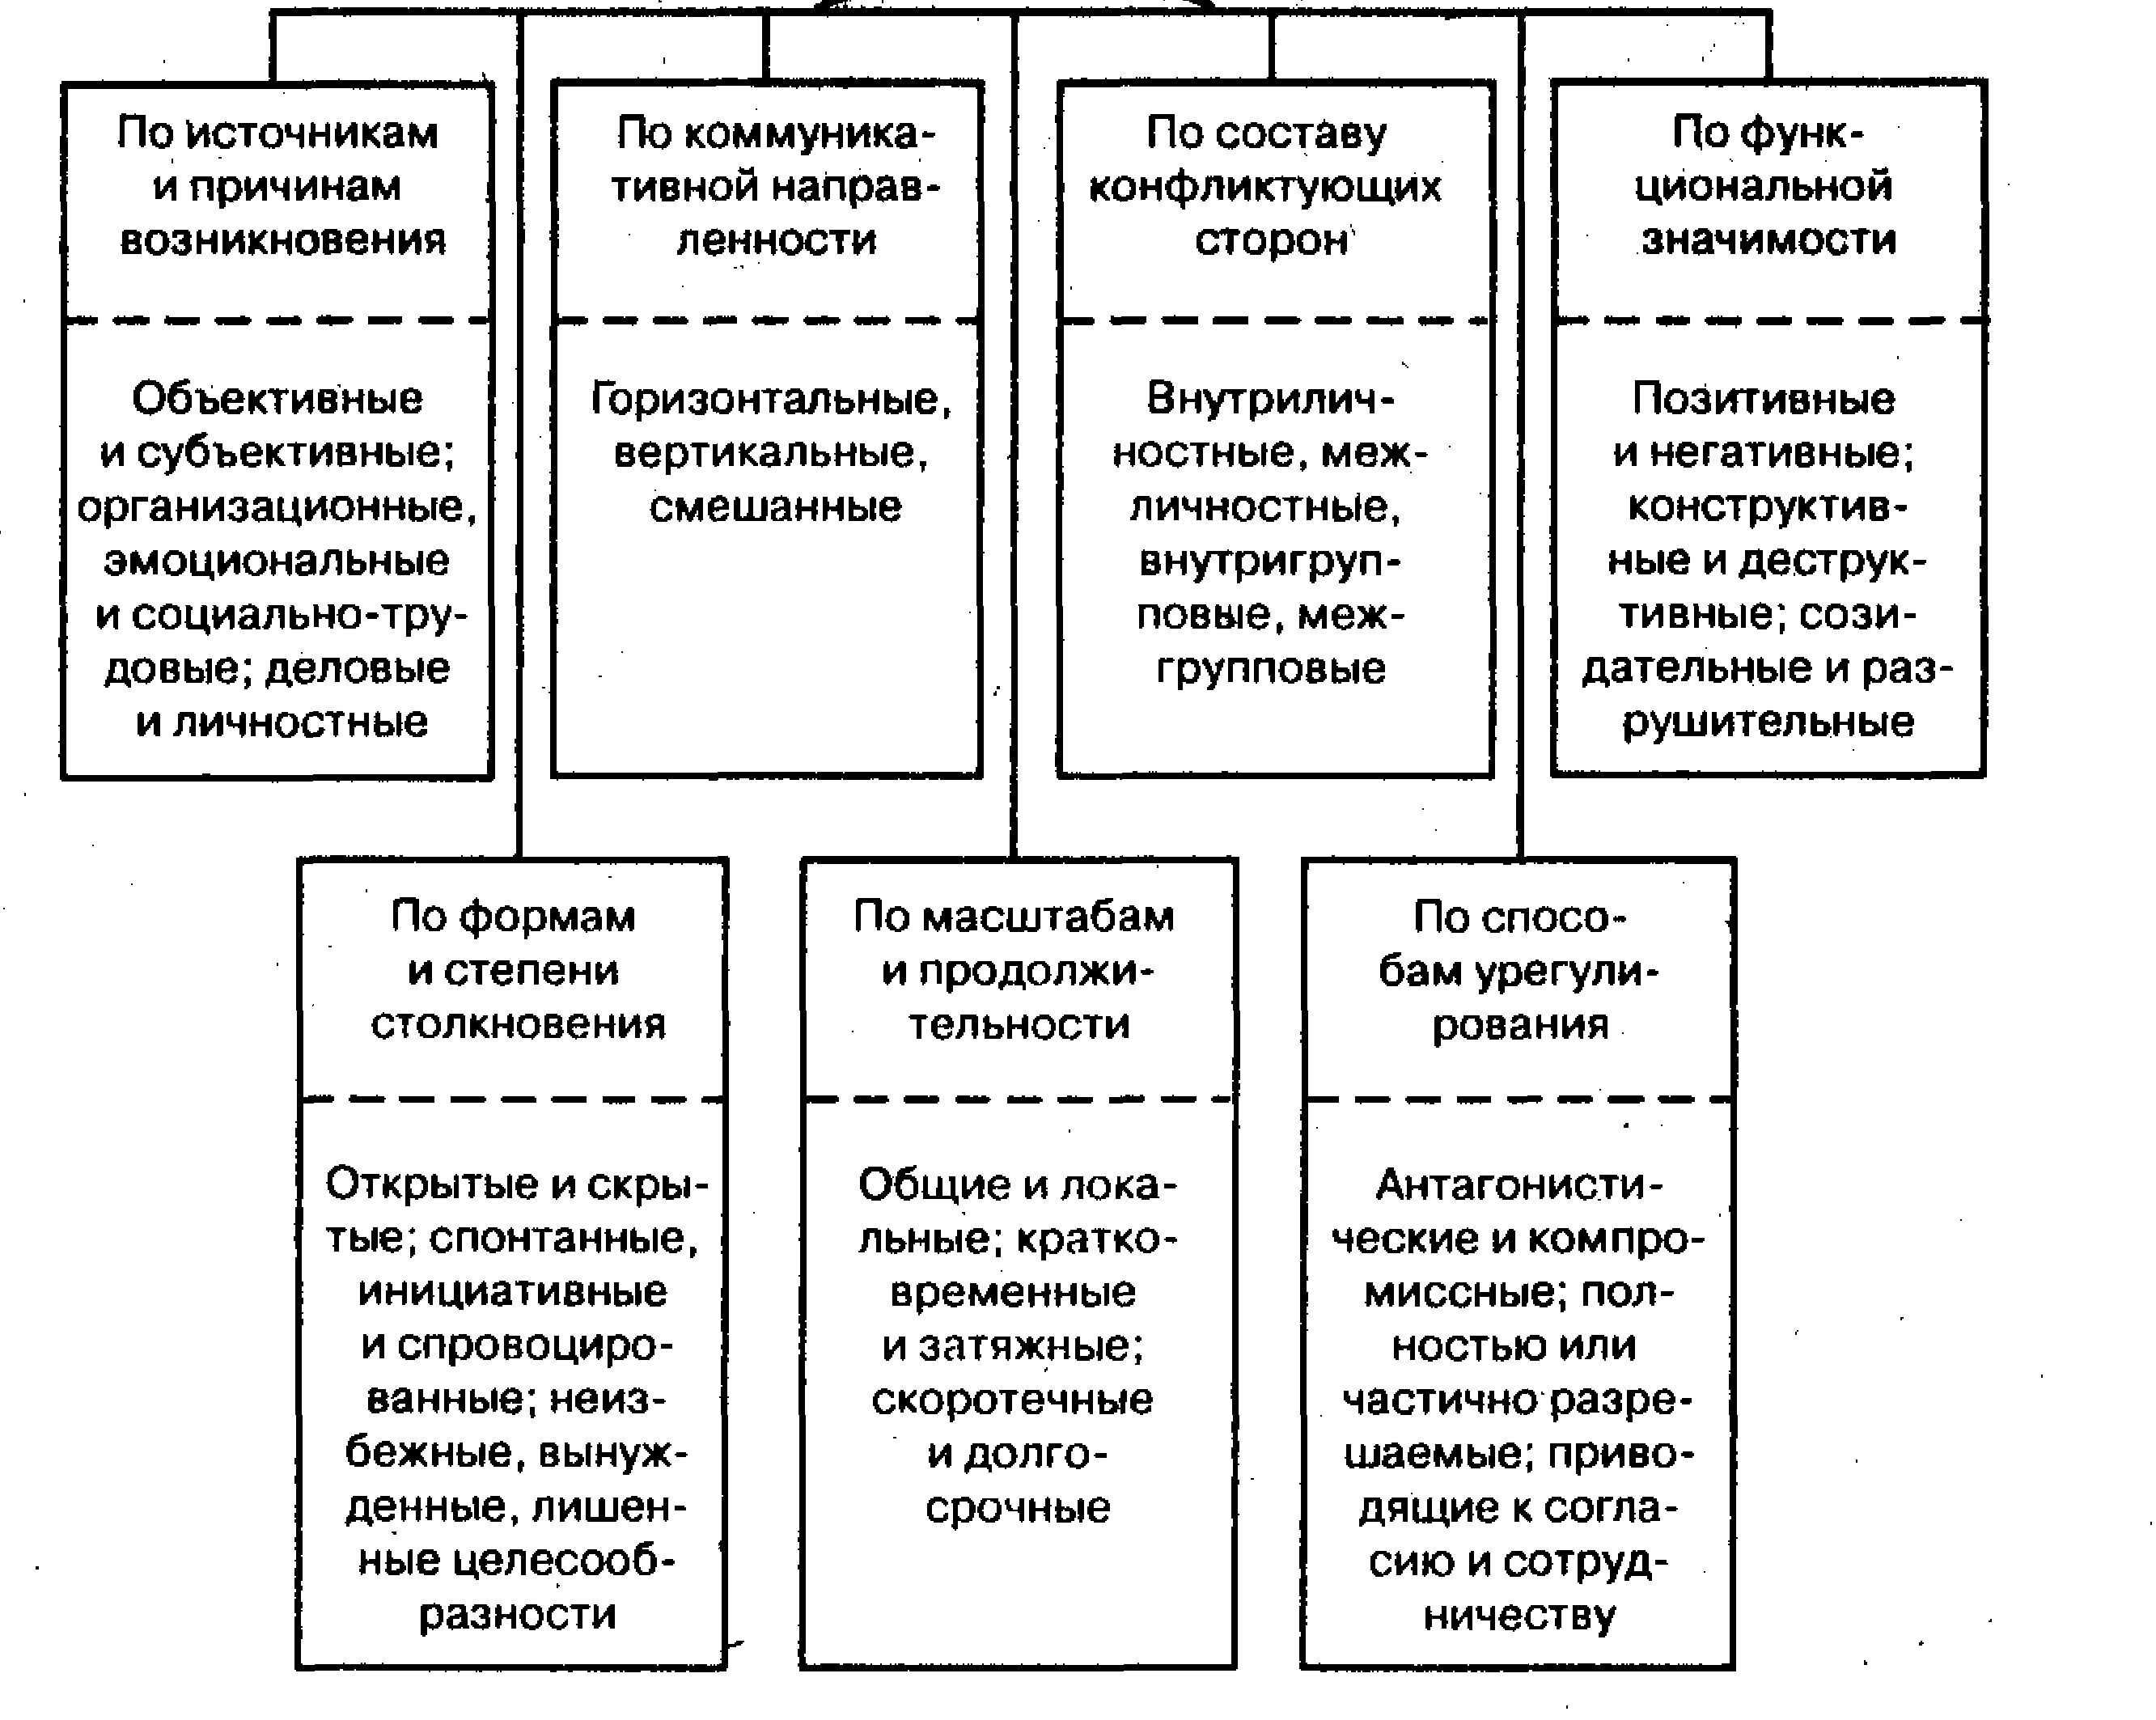 По источникам
и причинам
возникновения
Объективные
и субъективные;
организационные,
эмоциональные
и социально-тру-
довые; деловые
и личностные
По коммуника-
тивной направ-
ленности
Горизонтальные,
вертикальные,
смешанные
По составу
конфликтующих
сторон
Внутрилич-
ностные, меж-
личностные,
внутригруп-
повые, меж-
групповые
По функ-
циональной
значимости
Позитивные
и негативные;
конструктив-
ные и деструк-
тивные; сози-
дательные и раз-
рушительные
По формам
и степени
столкновения
Открытые и скры-
тые; спонтанные,
инициативные
и спровоциро-
ванные; неиз-
бежные, вынуж-
денные, лишен-
ные целесооб-
разности
По масштабам
и продолжи-
тельности
Общие и лока-
льные; кратко-
временные
и затяжные;
скоротечные
и долго-
срочные
По спосо-
бам урегули-
рования
Антагонисти-
ческие и компро-
миссные; пол-
ностью или
частично разре-
шаемые; приво-
дящие к согла-
сию и сотруд-
ничеству